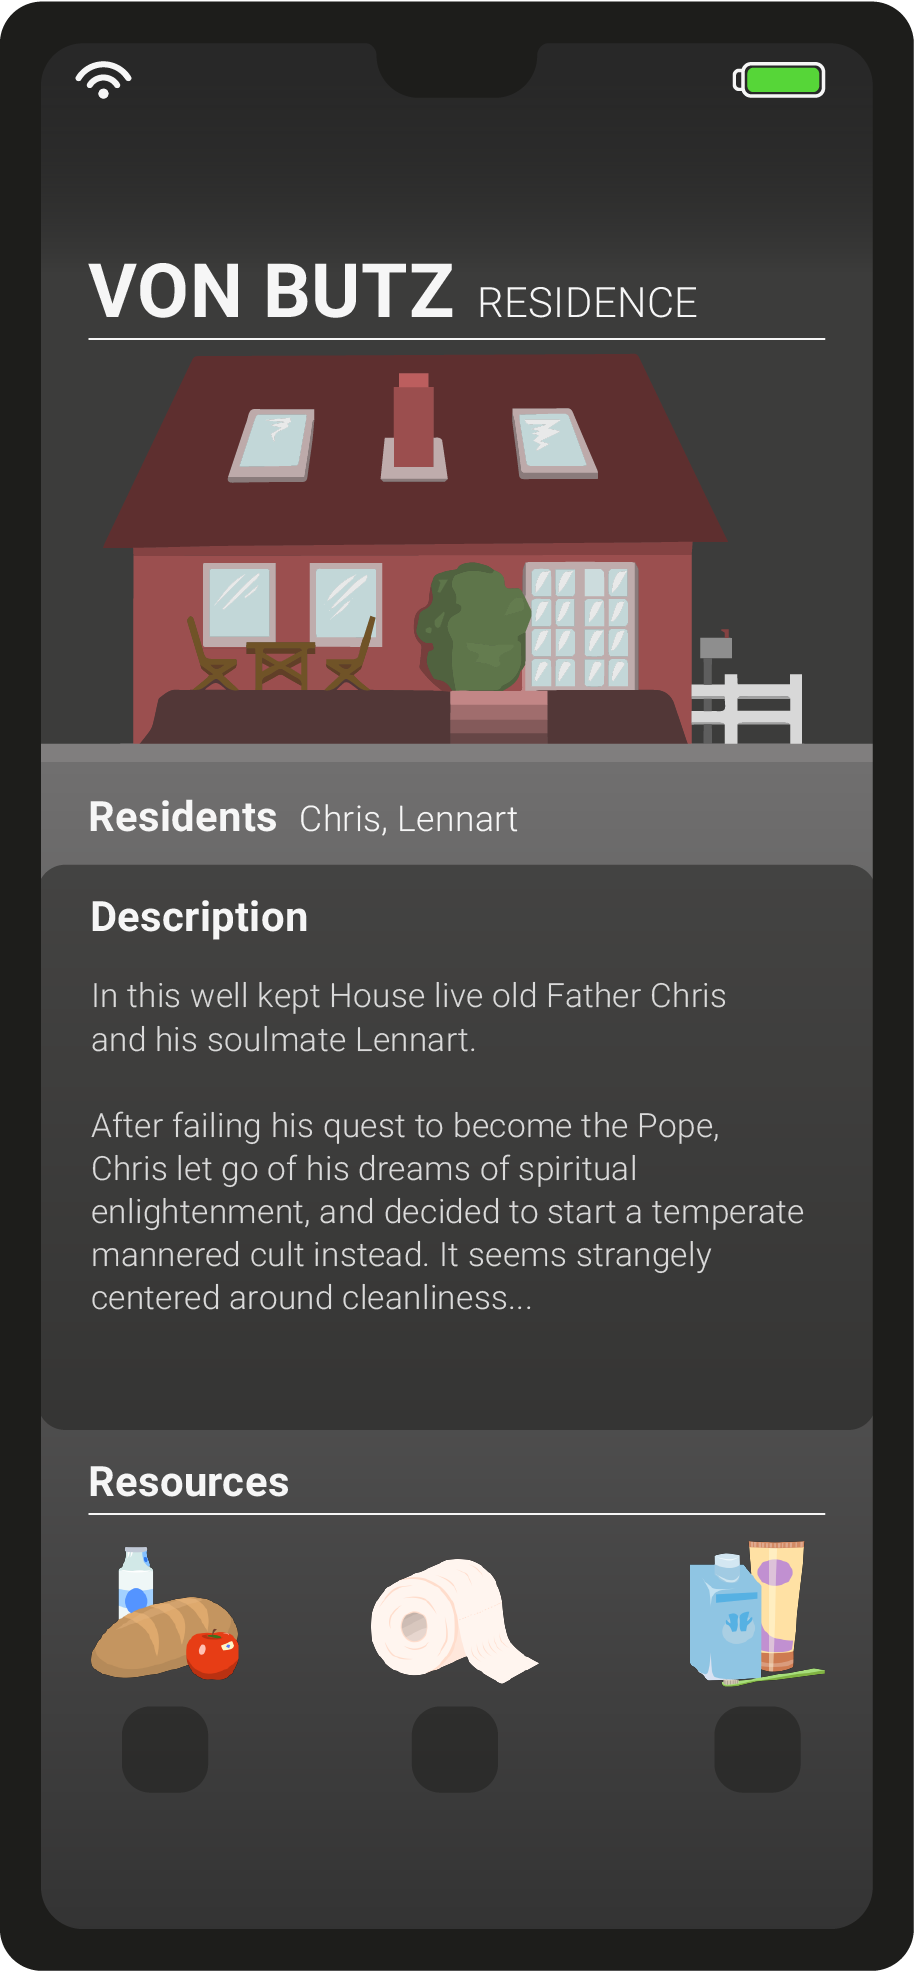 VON BUTZ RESIDENCE
Residents Chris, Lennart
Description
In this well kept House live old Father Chris
and his soulmate Lennart.
After failing his quest to become the Pope,
Chris let go of his dreams of spiritual
enlightenment, and decided to start a temperate
mannered cult instead. It seems strangely
centered around cleanliness...
Resources